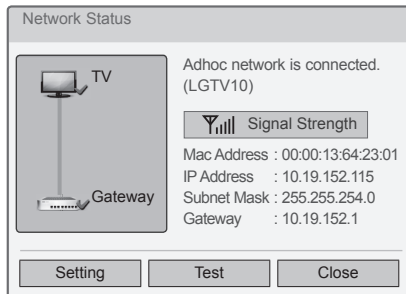 Network Status
TV
Gateway
Adhoc network is connected.
(LGTV10)
Signal Strength
Mac Address : 00:00:13:64:23:01
IP Address : 10.19.152.115
Subnet Mask : 255.255.254.0
Gateway : 10.19.152.1
Setting
Test
Close